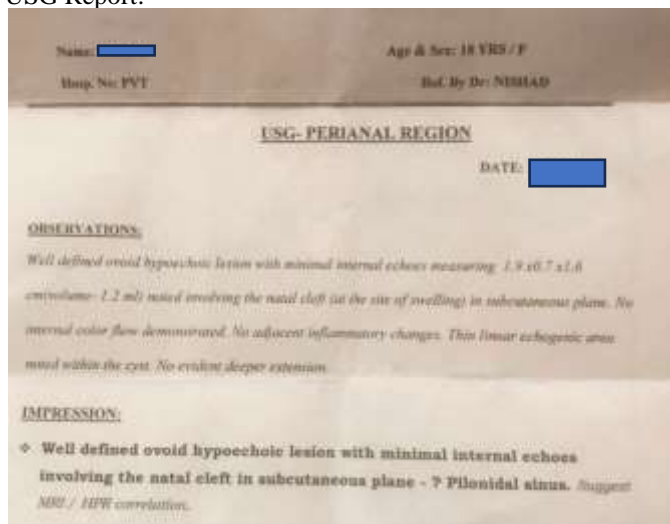 USG Report:
Name:
Age & Sex: 18 YRS / F
Hosp. No: PVT
Ref. By Dr: NISHAD
USG- PERIANAL REGION
DATE:
OBSERVATIONS:
Well defined ovoid hypoechoic lesion with minimal internal echoes measuring 1.9 x0.7 x1.6
cm(volume- 1.2 ml) noted involving the natal cleft (at the site of swelling) in subcutaneous plane. No
internal color flow demonstrated. No adjacent inflammatory changes. Thin linear echogenic area
noted within the cyst. No evident deeper extension.
IMPRESSION:
❖ Well defined ovoid hypoechoic lesion with minimal internal echoes
involving the natal cleft in subcutaneous plane - ? Pilonidal sinus. Suggest
MRI / HPR correlation.